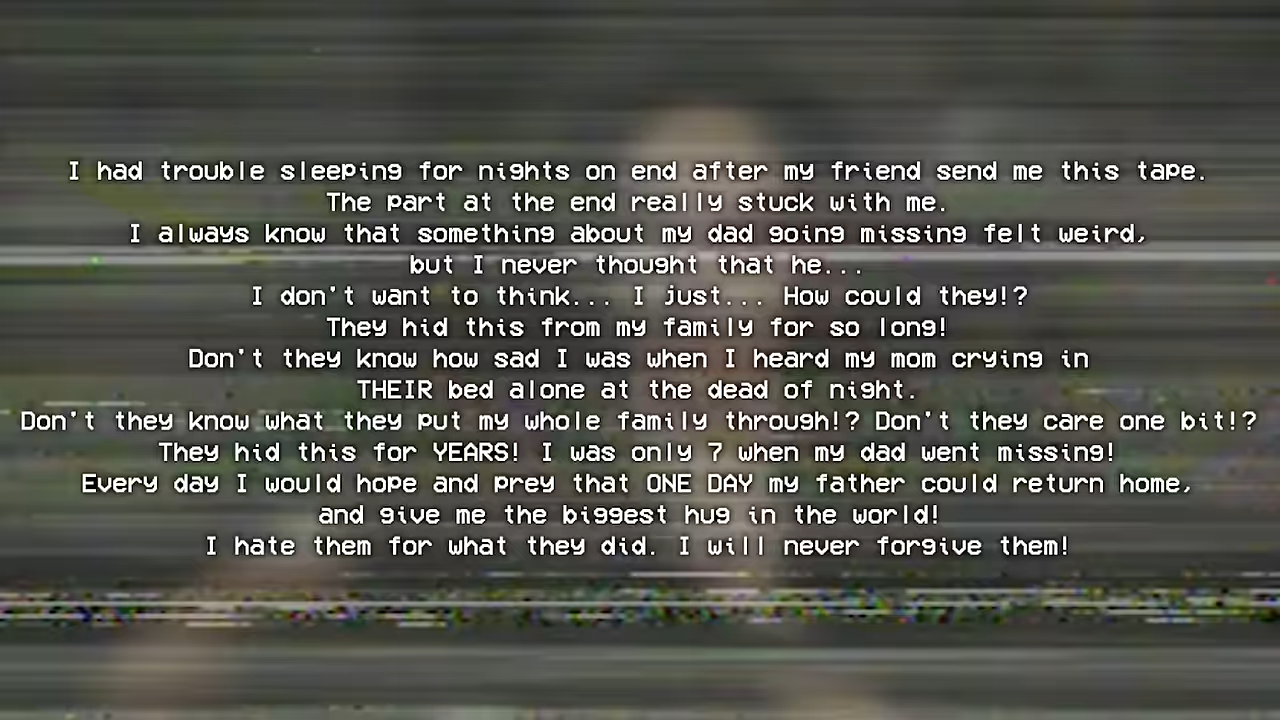 I had trouble sleeping for nights on end after my friend send me this tape.
The part at the end really stuck with me.
I always know that something about my dad going missing felt weird,
but I never thought that he...
I don't want to think... I just... How could they!?
They hid this from my family for so long!
Don't they know how sad I was when I heard my mom crying in
THEIR bed alone at the dead of night.
Don't they know what they put my whole family through!? Don't they care one bit!?
They hid this for YEARS! I was only 7 when my dad went missing!
Every day I would hope and prey that ONE DAY my father could return home,
and give me the biggest hug in the world!
I hate them for what they did. I will never forgive them!